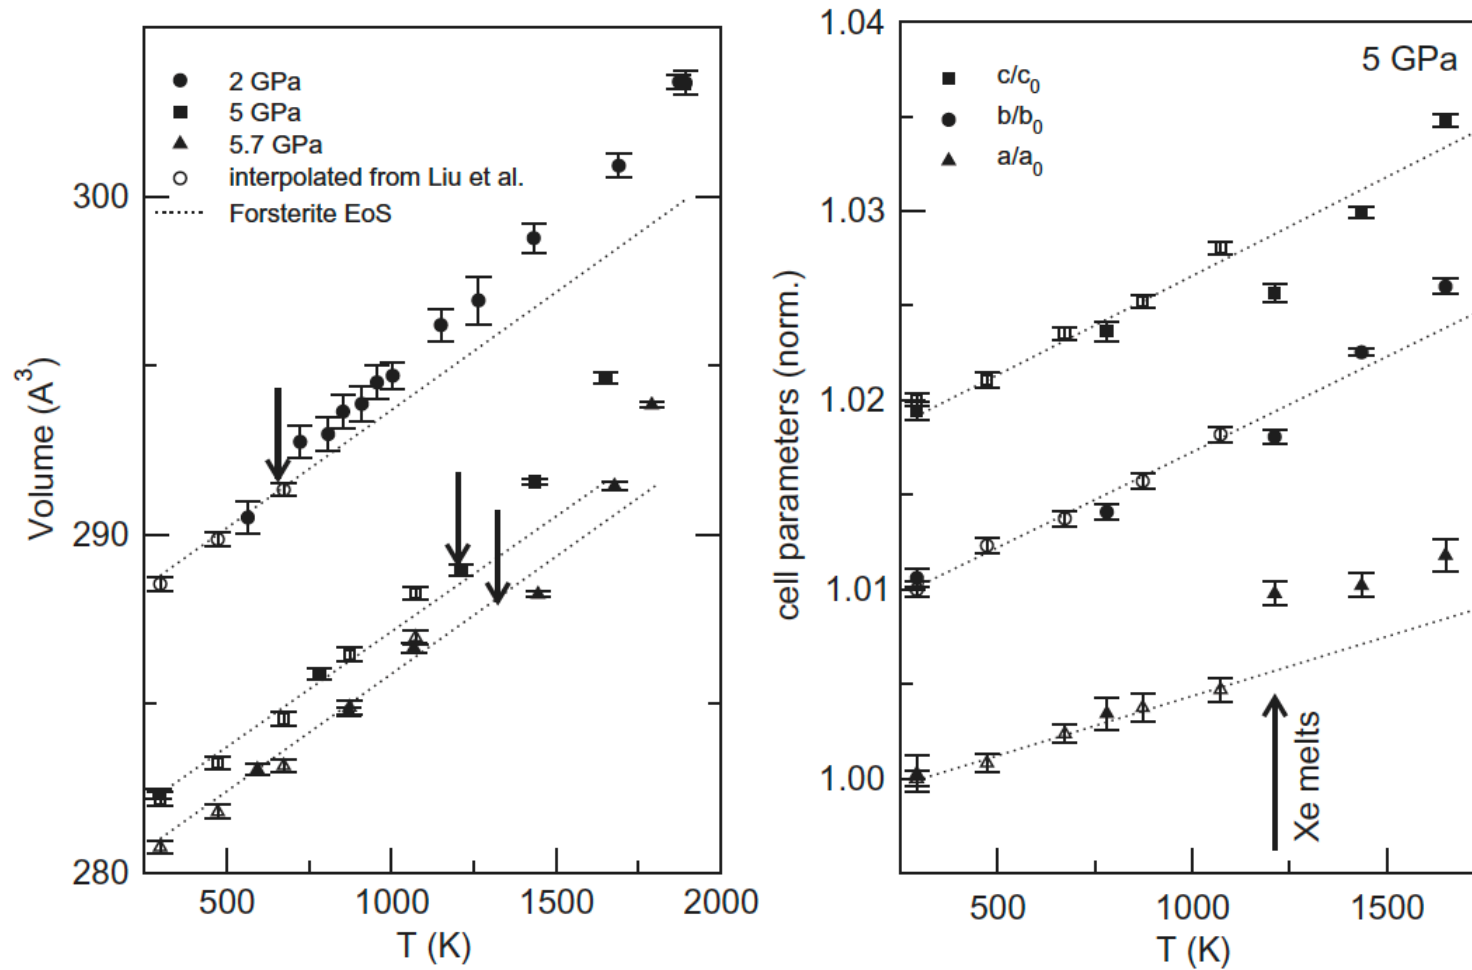 2 GPa
5 GPa
5.7 GPa
interpolated from Liu et al.
Forsterite EoS
300
290
280
Volume (A³)
500
1000
1500
2000
T (K)
5 GPa
c/c₀
b/b₀
a/a₀
1.04
1.03
1.02
1.01
1.00
cell parameters (norm.)
Xe melts
500
1000
1500
T (K)